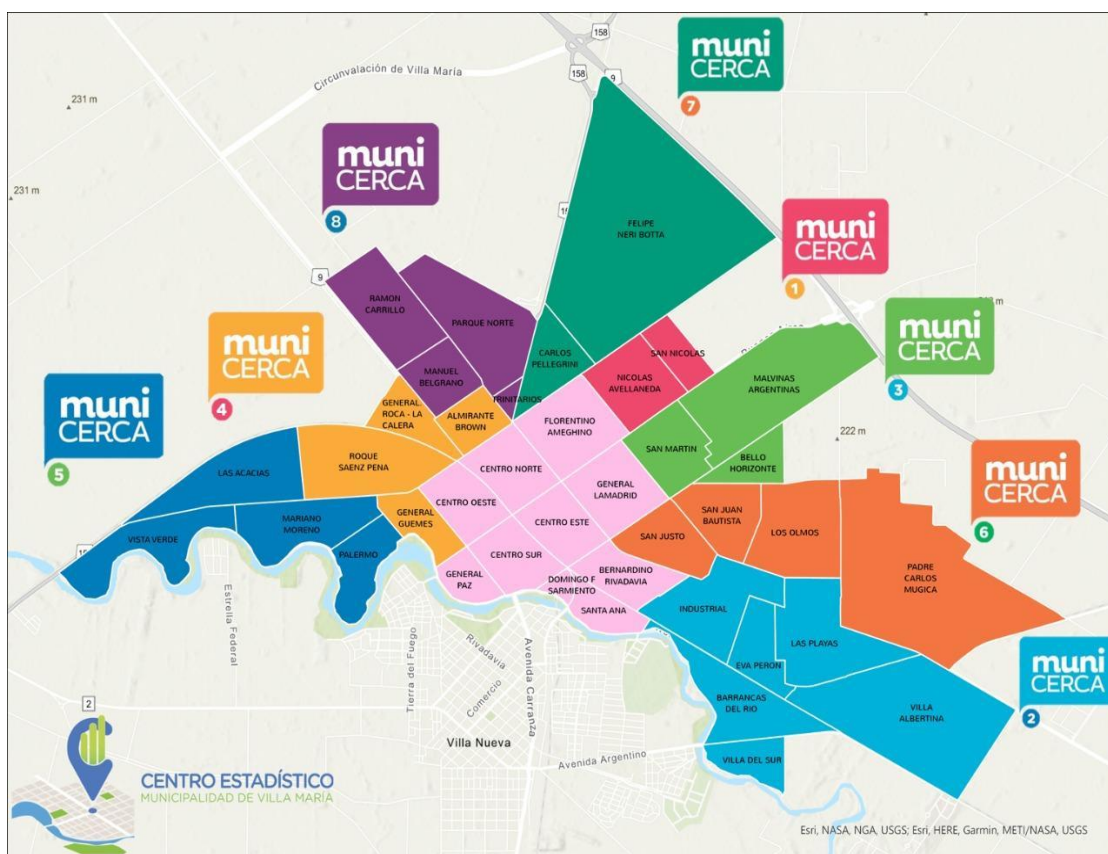 158
muni
CERCA
7
158
9
Circunvalación de Villa María
231 m
muni
CERCA
8
231 m
muni
CERCA
1
FELIPE
NERI BOTTA
9
RAMON
CARRILLO
muni
CERCA
3
PARQUE NORTE
muni
CERCA
4
CARLOS
PELLEGRINI
SAN NICOLAS
MANUEL
BELGRANO
NICOLAS
AVELLANEDA
MALVINAS
ARGENTINAS
muni
CERCA
5
TRINITARIOS
GENERAL
ROCA - LA
CALERA
ALMIRANTE
BROWN
FLORENTINO
AMEGHINO
222 m
SAN MARTIN
ROQUE
SAENZ PENA
BELLO
HORIZONTE
LAS ACACIAS
CENTRO NORTE
GENERAL
LAMADRID
muni
CERCA
6
CENTRO OESTE
GENERAL
GUEMES
SAN JUAN
BAUTISTA
MARIANO
MORENO
CENTRO ESTE
LOS OLMOS
VISTA VERDE
SAN JUSTO
PALERMO
CENTRO SUR
PADRE
CARLOS
MUGICA
GENERAL
PAZ
BERNARDINO
RIVADAVIA
DOMINGO F
SARMIENTO
SANTA ANA
INDUSTRIAL
Estrella Federal
Tierra del Fuego
Rivadavia
Avenida Carranza
LAS PLAYAS
EVA PERON
muni
CERCA
2
Comercio
BARRANCAS
DEL RIO
VILLA
ALBERTINA
2
Villa Nueva
Avenida Argentino
VILLA DEL SUR
CENTRO ESTADÍSTICO
MUNICIPALIDAD DE VILLA MARÍA
Esri, NASA, NGA, USGS; Esri, HERE, Garmin, METI/NASA, USGS